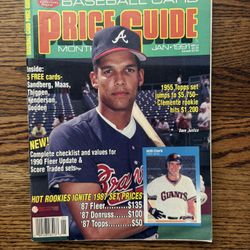 BASEBALL CARD
PRICE GUIDE
MONTHLY
JAN. 1991
Inside:
5 FREE cards-
Sandberg, Maas,
Thigpen,
Henderson
Gooden
1955 Topps set
jumps to $5,750-
Clemente rookie
hits $1,200
Dave Justice
NEW!
Complete checklist and values for
1990 Fleer Update &
Score Traded sets
Braves
HOT ROOKIES IGNITE 1987 SET PRICES
'87 Fleer $135
'87 Donruss $100
'87 Topps $50
WILL CLARK
GIANTS